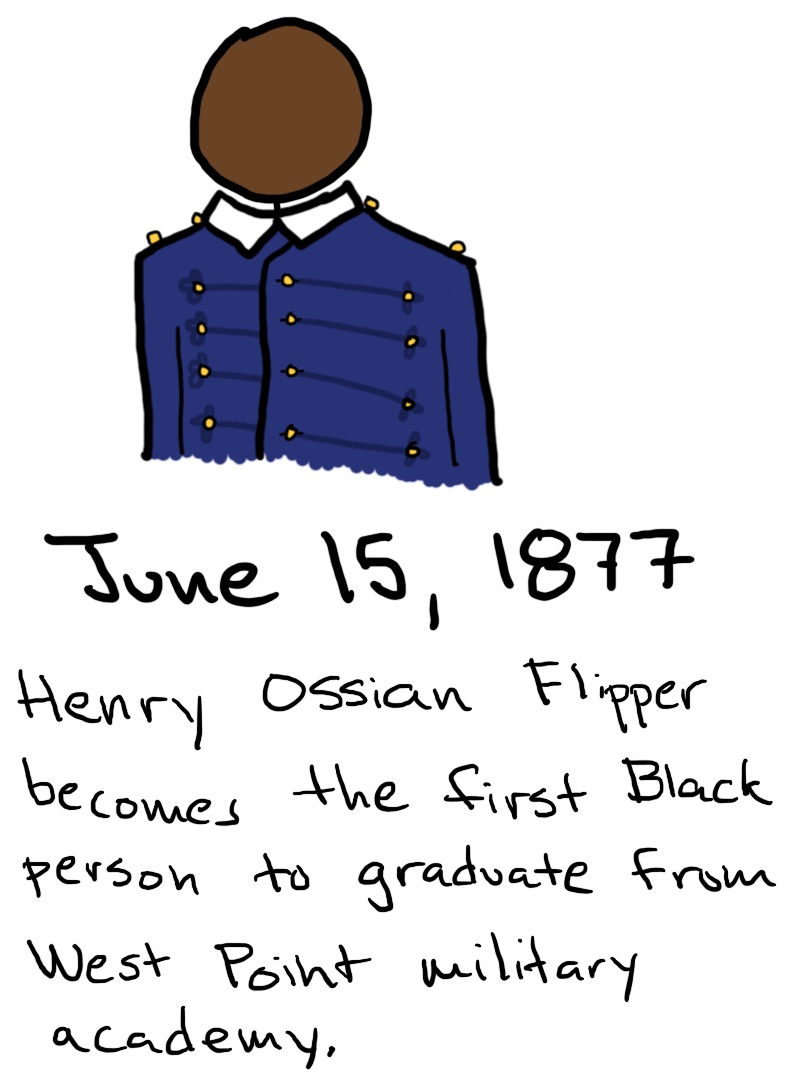 June 15, 1877
Henry Ossian Flipper
becomes the first Black
person to graduate from
West Point military
academy.